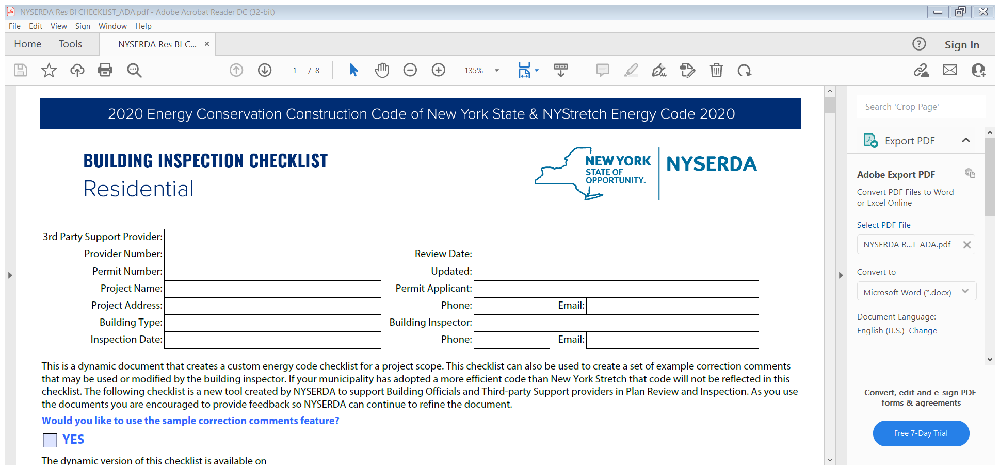 NYSERDA Res BI CHECKLIST_ADA.pdf - Adobe Acrobat Reader DC (32-bit)
File Edit View Sign Window Help
Home Tools NYSERDA Res BI C... × Sign In
1 / 8 135%
2020 Energy Conservation Construction Code of New York State & NYStretch Energy Code 2020
BUILDING INSPECTION CHECKLIST
Residential
NEW YORK
STATE OF
OPPORTUNITY.
NYSERDA
3rd Party Support Provider:
Provider Number: Review Date:
Permit Number: Updated:
Project Name: Permit Applicant:
Project Address: Phone: Email:
Building Type: Building Inspector:
Inspection Date: Phone: Email:
This is a dynamic document that creates a custom energy code checklist for a project scope. This checklist can also be used to create a set of example correction comments
that may be used or modified by the building inspector. If your municipality has adopted a more efficient code than New York Stretch that code will not be reflected in this
checklist. The following checklist is a new tool created by NYSERDA to support Building Officials and Third-party Support providers in Plan Review and Inspection. As you use
the documents you are encouraged to provide feedback so NYSERDA can continue to refine the document.
Would you like to use the sample correction comments feature?
YES
The dynamic version of this checklist is available on
Search 'Crop Page'
Export PDF
Adobe Export PDF
Convert PDF Files to Word
or Excel Online
Select PDF File
NYSERDA R...T_ADA.pdf
Convert to
Microsoft Word (*.docx)
Document Language:
English (U.S.) Change
Convert, edit and e-sign PDF
forms & agreements
Free 7-Day Trial